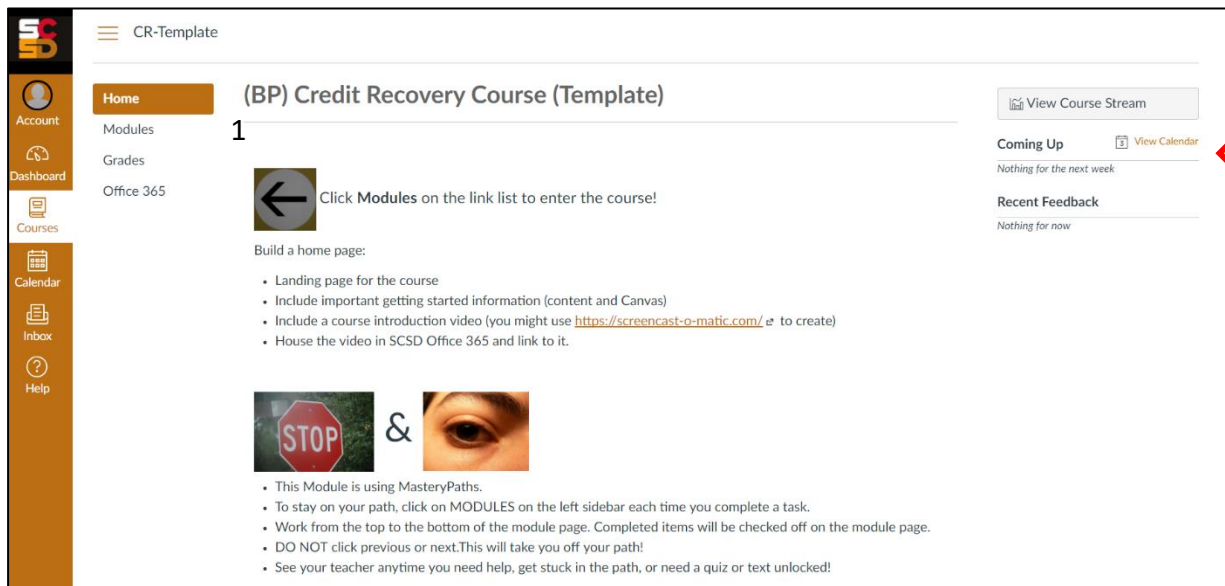 SC
SD
CR-Template
Account
Dashboard
Courses
Calendar
Inbox
Help
Home
Modules
Grades
Office 365
(BP) Credit Recovery Course (Template)
1
Click Modules on the link list to enter the course!
Build a home page:
• Landing page for the course
• Include important getting started information (content and Canvas)
• Include a course introduction video (you might use https://screencast-o-matic.com/ to create)
• House the video in SCSD Office 365 and link to it.
STOP
&
• This Module is using MasteryPaths.
• To stay on your path, click on MODULES on the left sidebar each time you complete a task.
• Work from the top to the bottom of the module page. Completed items will be checked off on the module page.
• DO NOT click previous or next.This will take you off your path!
• See your teacher anytime you need help, get stuck in the path, or need a quiz or text unlocked!
View Course Stream
Coming Up
3 View Calendar
Nothing for the next week
Recent Feedback
Nothing for now